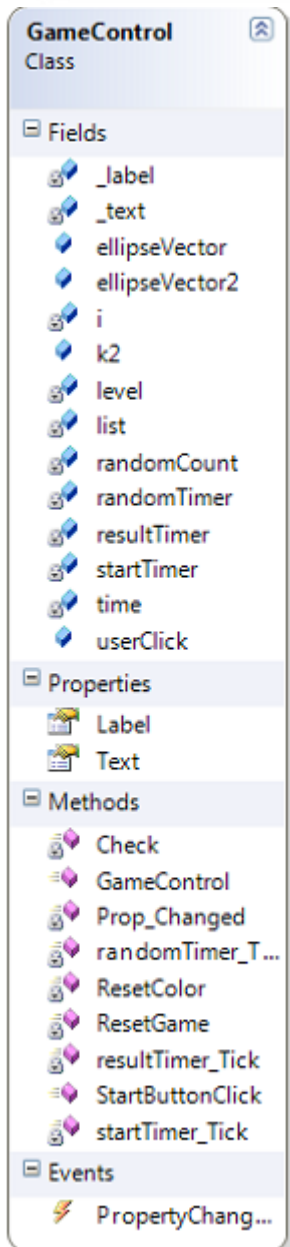 GameControl
Class
Fields
_label
_text
ellipseVector
ellipseVector2
i
k2
level
list
randomCount
randomTimer
resultTimer
startTimer
time
userClick
Properties
Label
Text
Methods
Check
GameControl
Prop_Changed
randomTimer_T...
ResetColor
ResetGame
resultTimer_Tick
StartButtonClick
startTimer_Tick
Events
PropertyChang...